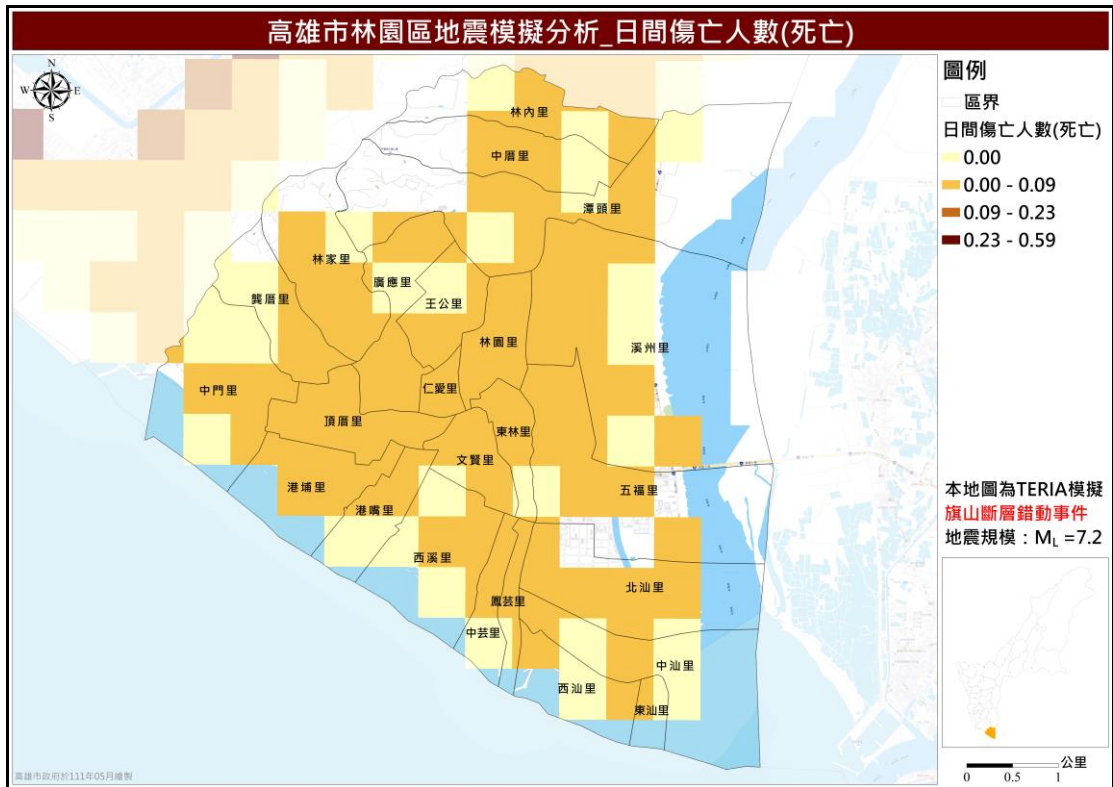 高雄市林園區地震模擬分析_日間傷亡人數(死亡)
N
W
E
S
林內里
中厝里
潭頭里
林家里
廣應里
王公里
龔厝里
林園里
溪州里
中門里
仁愛里
頂厝里
東林里
文賢里
港埔里
五福里
港嘴里
西溪里
北汕里
鳳芸里
中芸里
中汕里
西汕里
東汕里
高雄市政府於111年05月繪製
圖例
區界
日間傷亡人數(死亡)
0.00
0.00 - 0.09
0.09 - 0.23
0.23 - 0.59
本地圖為TERIA模擬
旗山斷層錯動事件
地震規模：ML =7.2
公里
0 0.5 1